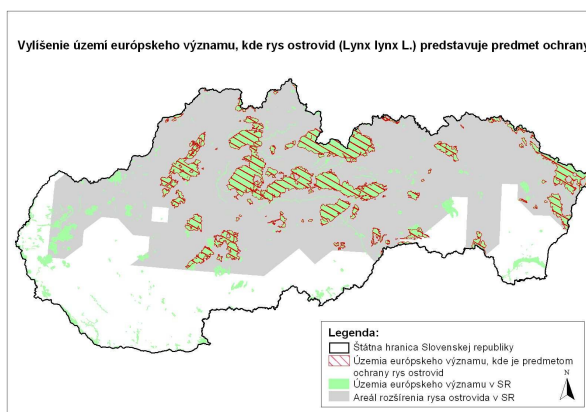 Vylíšenie území európskeho významu, kde rys ostrovid (Lynx lynx L.) predstavuje predmet ochrany
Legenda:
Štátna hranica Slovenskej republiky
Územia európskeho významu, kde je predmetom
ochrany rys ostrovid
Územia európskeho významu v SR
Areál rozšírenia rysa ostrovida v SR
N